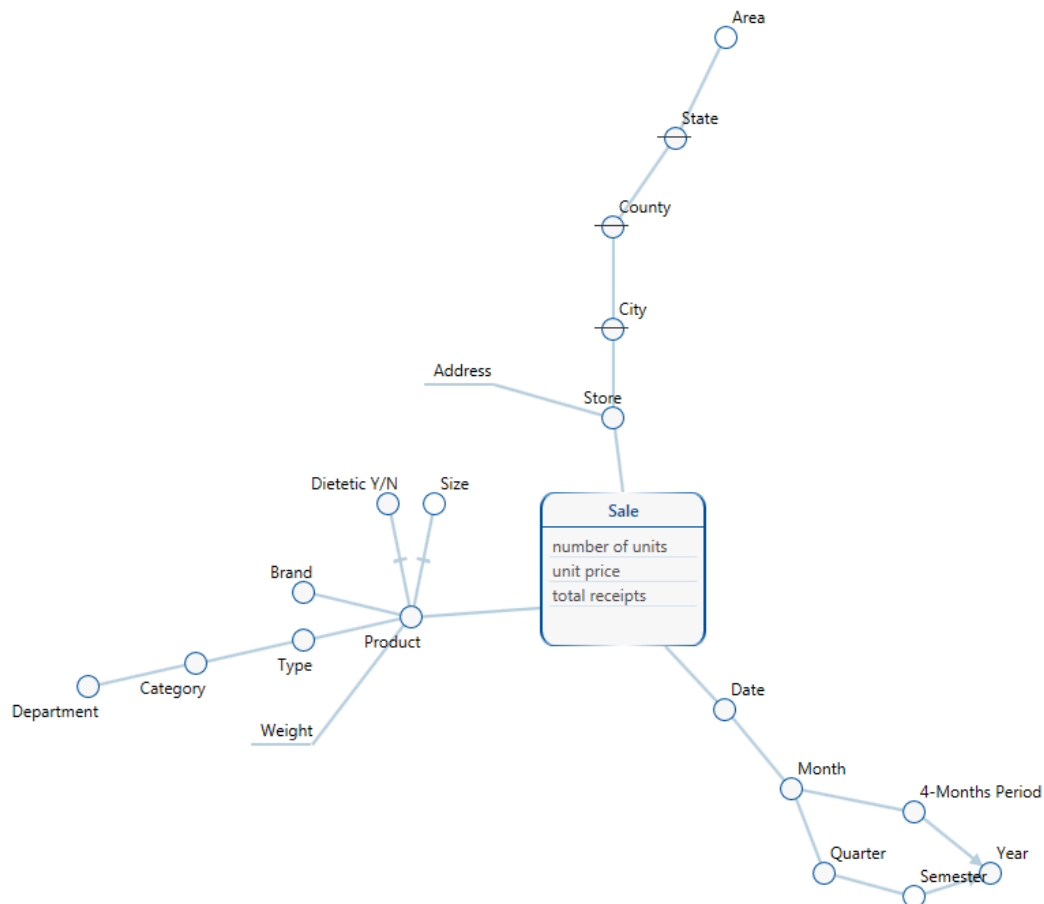 Area
State
County
City
Address
Store
Dietetic Y/N
Size
Sale
number of units
unit price
total receipts
Brand
Product
Type
Category
Department
Weight
Date
Month
4-Months Period
Quarter
Year
Semester